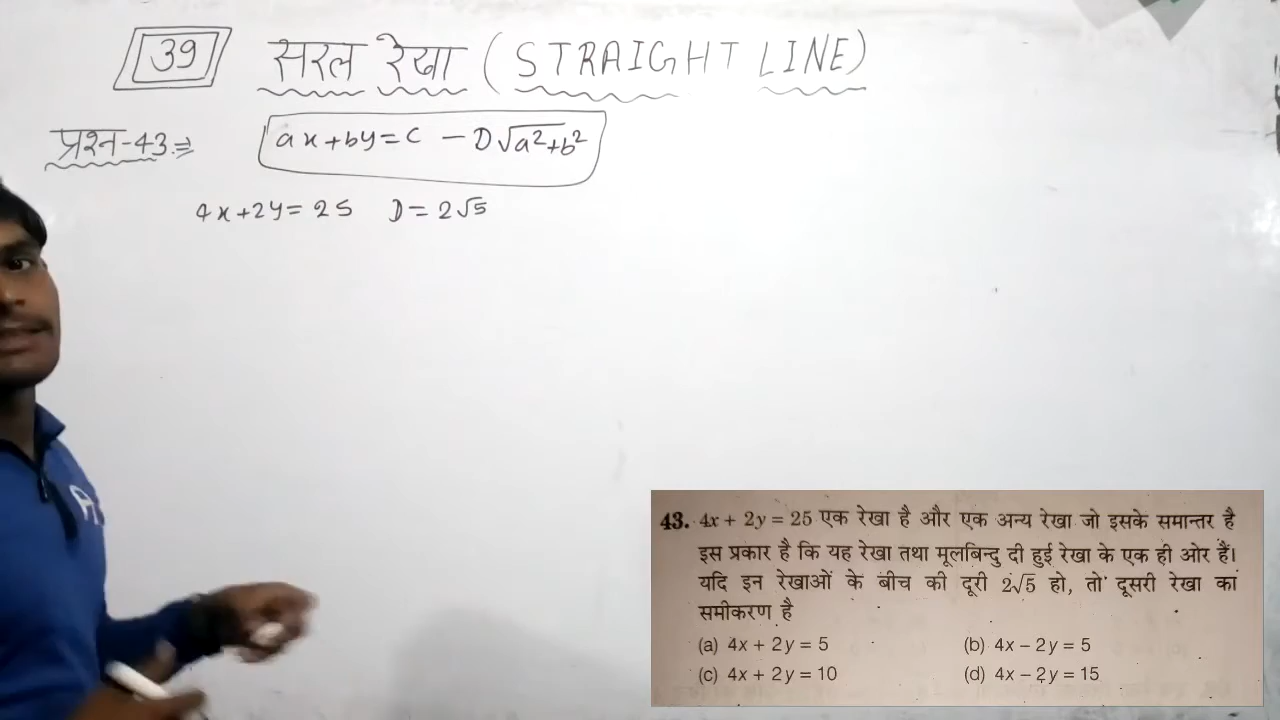 39 सरल रेखा (STRAIGHT LINE)
प्रश्न-43 ⇒ ax+by=c - D√a²+b²
4x+2y=25 D=2√5
43. 4x + 2y = 25 एक रेखा है और एक अन्य रेखा जो इसके समान्तर है
इस प्रकार है कि यह रेखा तथा मूलबिन्दु दी हुई रेखा के एक ही ओर हैं।
यदि इन रेखाओं के बीच की दूरी 2√5 हो, तो दूसरी रेखा का
समीकरण है
(a) 4x + 2y = 5 (b) 4x – 2y = 5
(c) 4x + 2y = 10 (d) 4x – 2y = 15